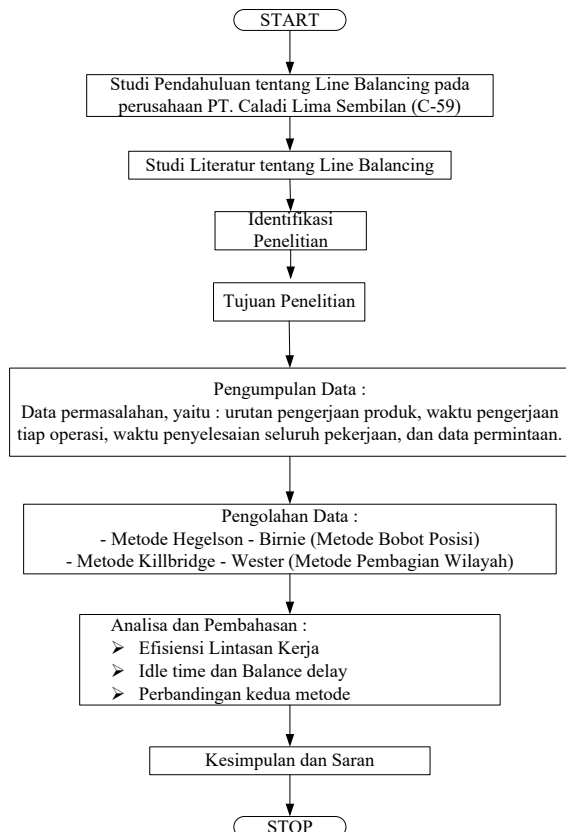 START
Studi Pendahuluan tentang Line Balancing pada
perusahaan PT. Caladi Lima Sembilan (C-59)
Studi Literatur tentang Line Balancing
Identifikasi
Penelitian
Tujuan Penelitian
Pengumpulan Data :
Data permasalahan, yaitu : urutan pengerjaan produk, waktu pengerjaan
tiap operasi, waktu penyelesaian seluruh pekerjaan, dan data permintaan.
Pengolahan Data :
- Metode Hegelson - Birnie (Metode Bobot Posisi)
- Metode Killbridge - Wester (Metode Pembagian Wilayah)
Analisa dan Pembahasan :
➢ Efisiensi Lintasan Kerja
➢ Idle time dan Balance delay
➢ Perbandingan kedua metode
Kesimpulan dan Saran
STOP